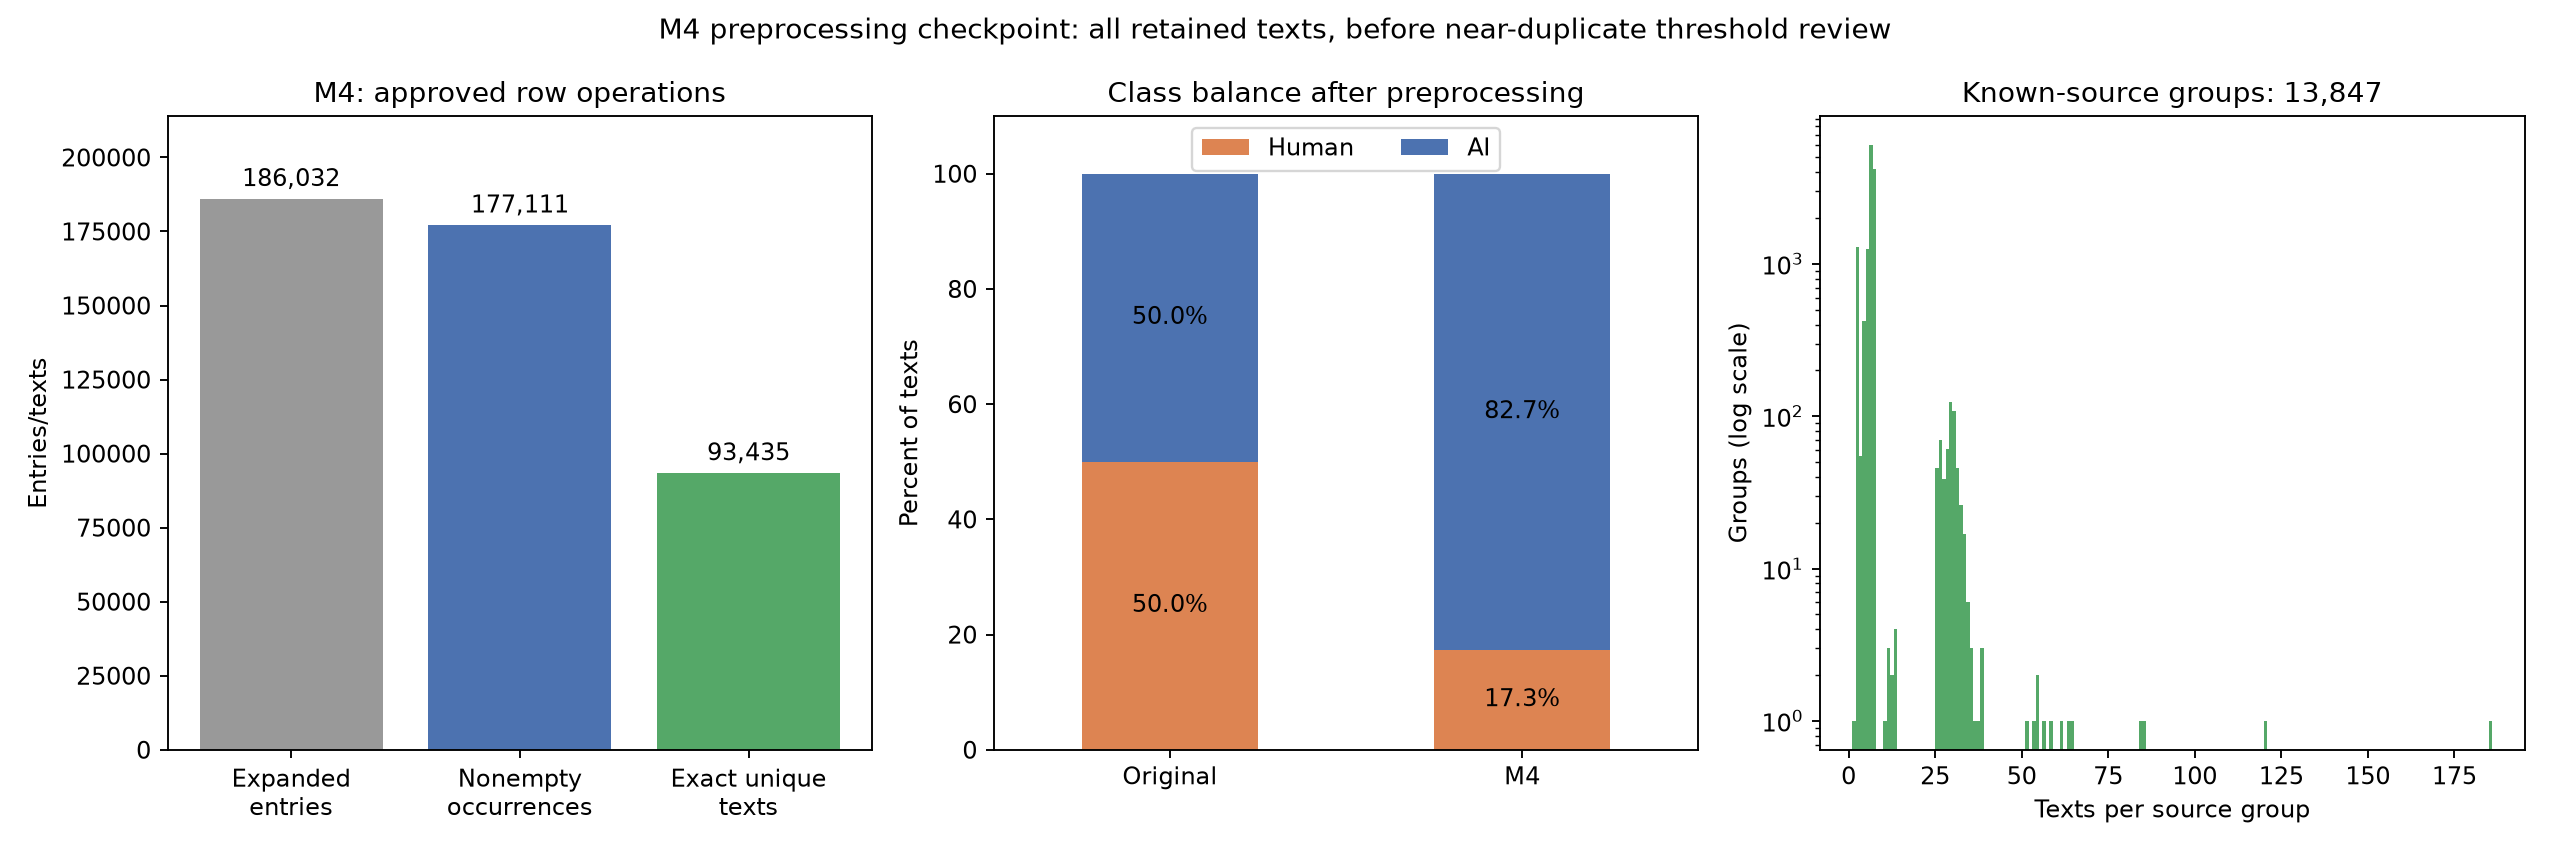 M4 preprocessing checkpoint: all retained texts, before near-duplicate threshold review
M4: approved row operations
Entries/texts
200000
175000
150000
125000
100000
75000
50000
25000
0
186,032
177,111
93,435
Expanded
entries
Nonempty
occurrences
Exact unique
texts
Class balance after preprocessing
Human
AI
Percent of texts
100
80
60
40
20
0
50.0%
50.0%
82.7%
17.3%
Original
M4
Known-source groups: 13,847
Groups (log scale)
10³
10²
10¹
10⁰
0
25
50
75
100
125
150
175
Texts per source group